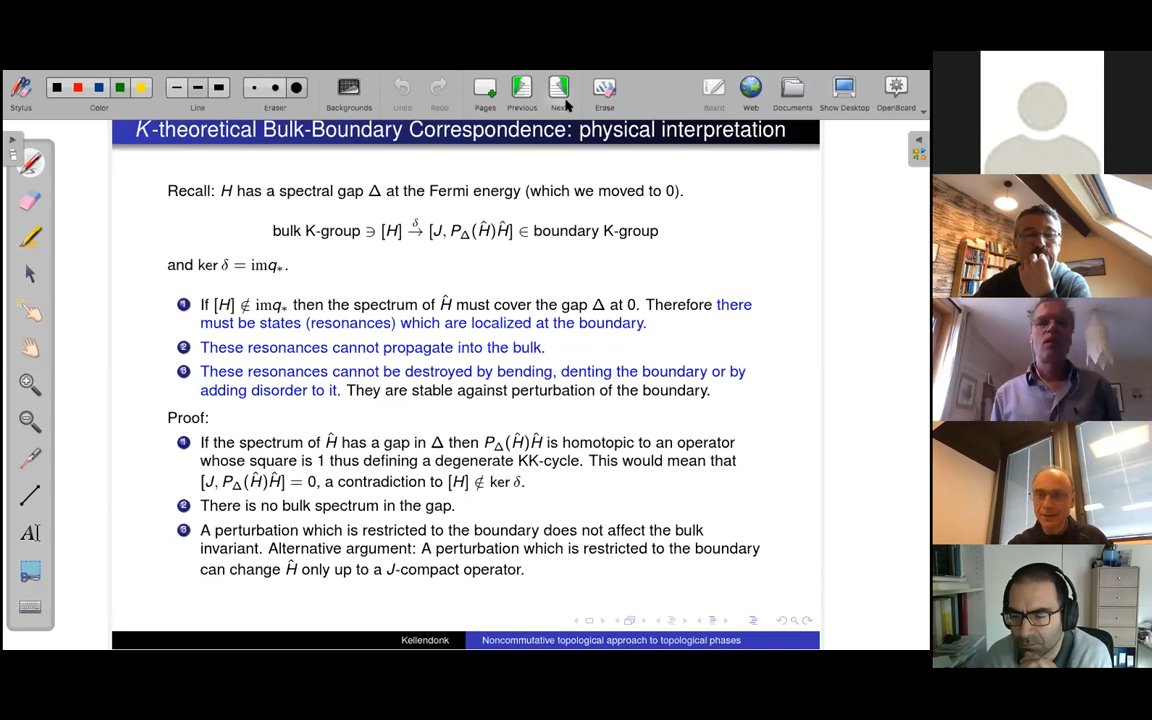 Stylus
Color
Line
Eraser
Backgrounds
Undo
Redo
Pages
Previous
Next
Erase
Board
Web
Documents
Show Desktop
OpenBoard
K-theoretical Bulk-Boundary Correspondence: physical interpretation
Recall: H has a spectral gap Δ at the Fermi energy (which we moved to 0).
bulk K-group ∋ [H] →δ [J, P_Δ(Ĥ)Ĥ] ∈ boundary K-group
and ker δ = imq∗.
1 If [H] ∉ imq∗ then the spectrum of Ĥ must cover the gap Δ at 0. Therefore there
must be states (resonances) which are localized at the boundary.
2 These resonances cannot propagate into the bulk.
3 These resonances cannot be destroyed by bending, denting the boundary or by
adding disorder to it. They are stable against perturbation of the boundary.
Proof:
1 If the spectrum of Ĥ has a gap in Δ then P_Δ(Ĥ)Ĥ is homotopic to an operator
whose square is 1 thus defining a degenerate KK-cycle. This would mean that
[J, P_Δ(Ĥ)Ĥ] = 0, a contradiction to [H] ∉ ker δ.
2 There is no bulk spectrum in the gap.
3 A perturbation which is restricted to the boundary does not affect the bulk
invariant. Alternative argument: A perturbation which is restricted to the boundary
can change Ĥ only up to a J-compact operator.
Kellendonk
Noncommutative topological approach to topological phases